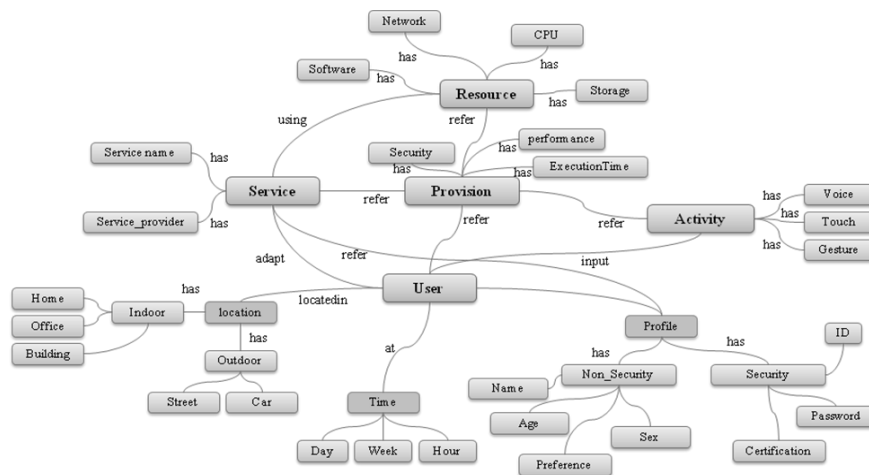 Network
CPU
has
has
Software
has
Resource
Storage
has
using
refer
Security
performance
has
Service name
has
has
ExecutionTime
has
Service
Provision
refer
Service_provider
has
refer
Activity
refer
has
Voice
has
Touch
has
Gesture
adapt
refer
input
User
Home
has
locatedin
Indoor
location
Office
Building
has
Outdoor
Street
Car
at
Time
Day
Week
Hour
Profile
ID
has
has
Non_Security
Security
Name
Age
Sex
Preference
Password
Certification